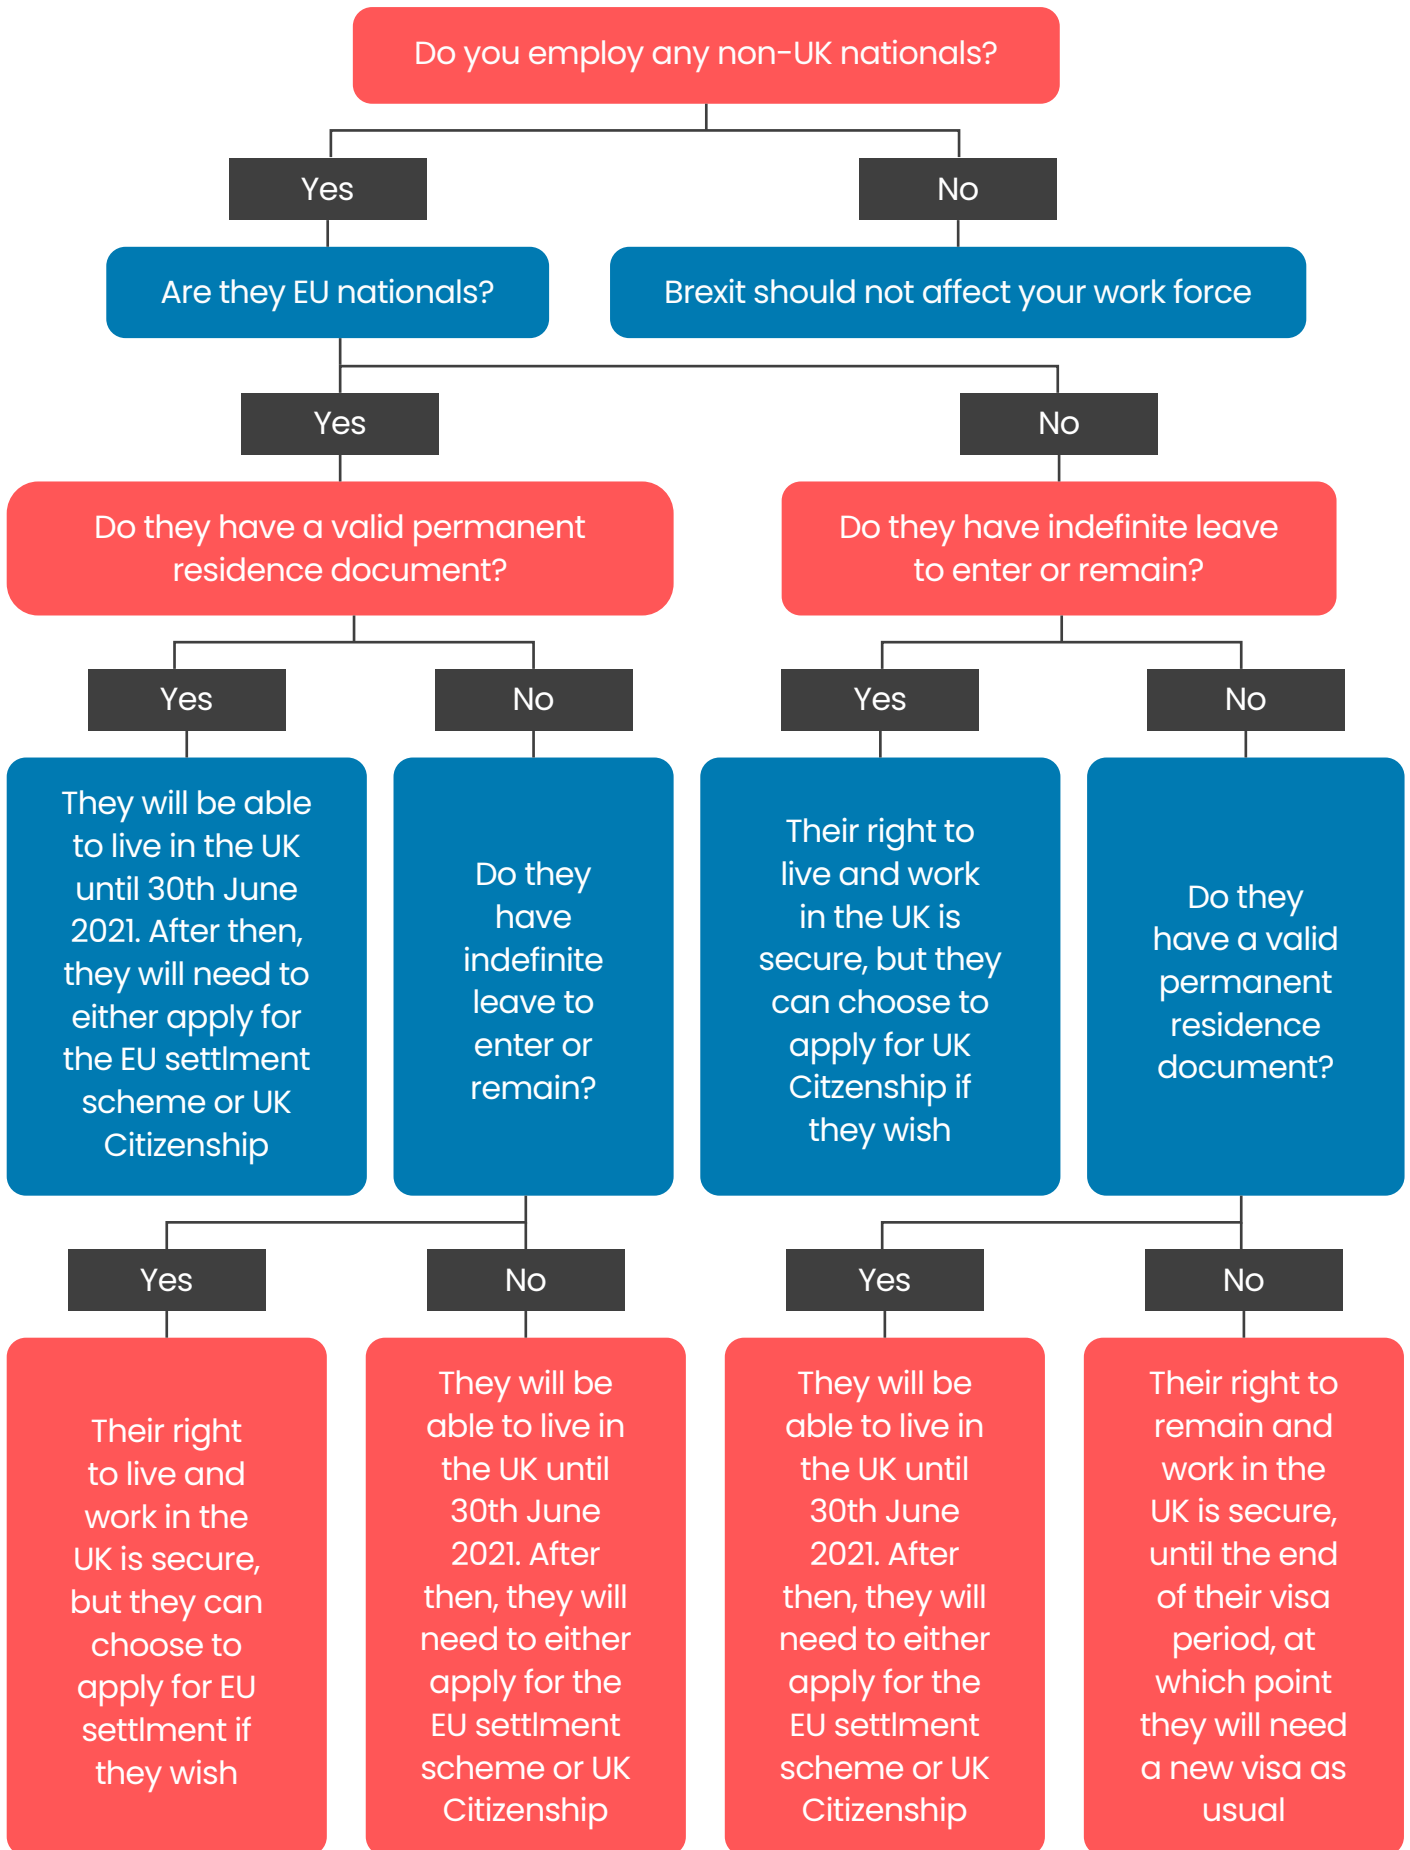 Do you employ any non-UK nationals?
Yes
No
Are they EU nationals?
Brexit should not affect your work force
Yes
No
Do they have a valid permanent
residence document?
Do they have indefinite leave
to enter or remain?
Yes
No
Yes
No
They will be able
to live in the UK
until 30th June
2021. After then,
they will need to
either apply for
the EU settlment
scheme or UK
Citizenship
Do they
have
indefinite
leave to
enter or
remain?
Their right to
live and work
in the UK is
secure, but they
can choose to
apply for UK
Citzenship if
they wish
Do they
have a valid
permanent
residence
document?
Yes
No
Yes
No
Their right
to live and
work in the
UK is secure,
but they can
choose to
apply for EU
settlment if
they wish
They will be
able to live in
the UK until
30th June
2021. After
then, they will
need to either
apply for the
EU settlment
scheme or UK
Citizenship
They will be
able to live in
the UK until
30th June
2021. After
then, they will
need to either
apply for the
EU settlment
scheme or UK
Citizenship
Their right to
remain and
work in the
UK is secure,
until the end
of their visa
period, at
which point
they will need
a new visa as
usual